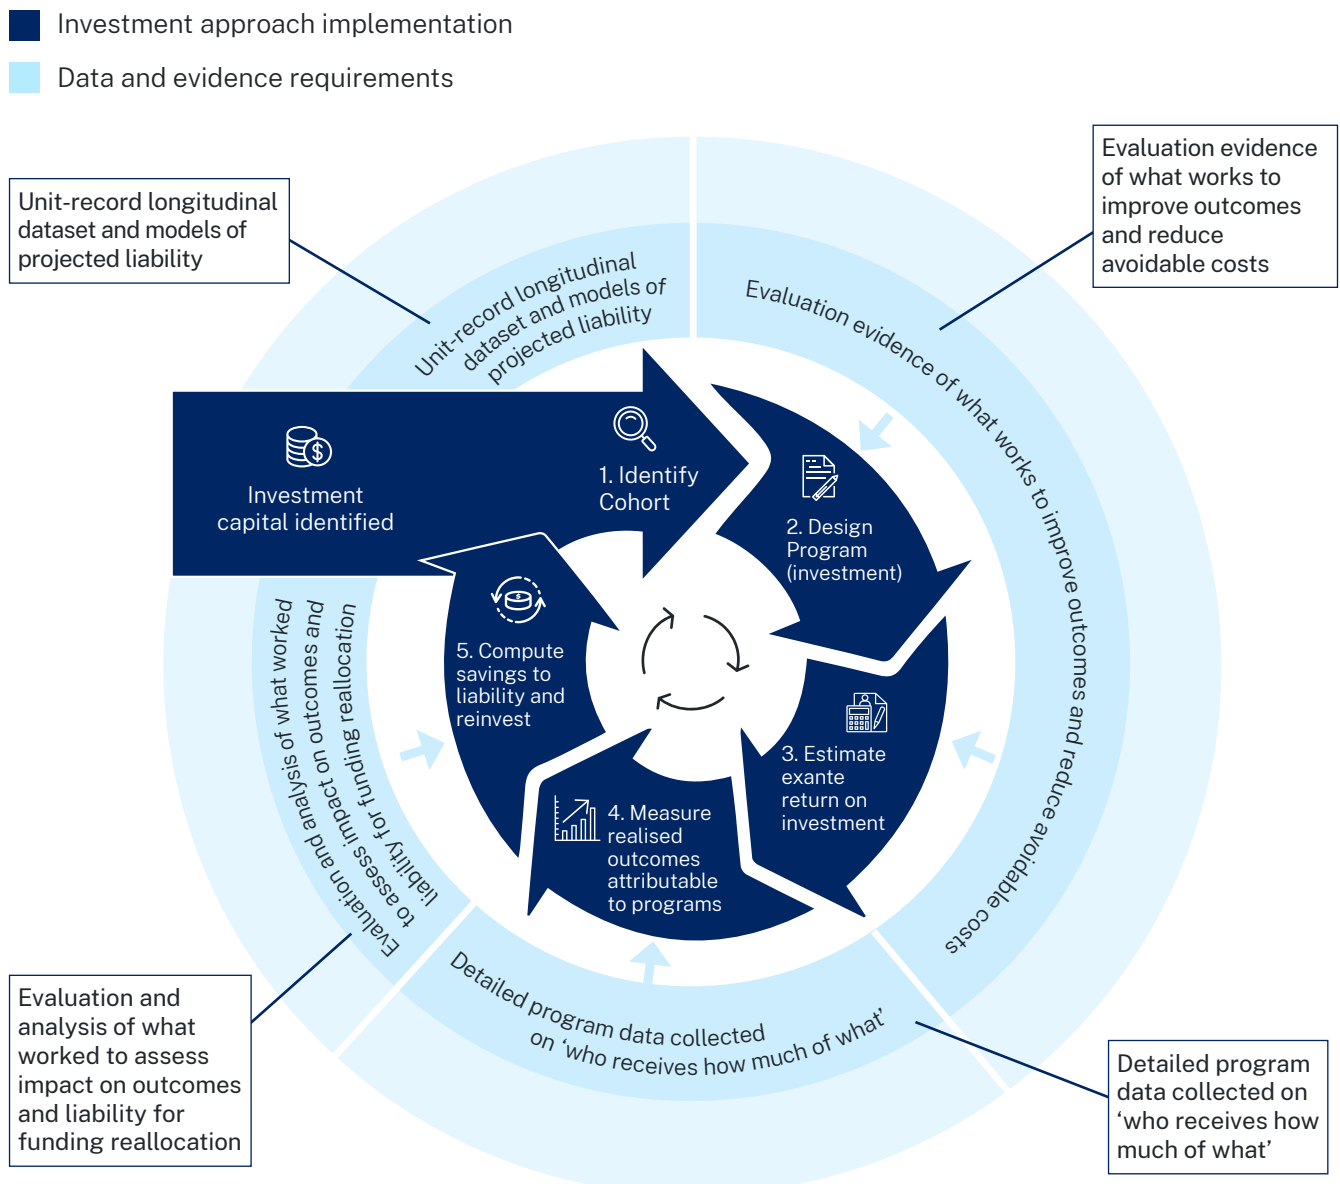 Investment approach implementation
Data and evidence requirements
Unit-record longitudinal
dataset and models of
projected liability
Evaluation evidence
of what works to
improve outcomes
and reduce
avoidable costs
Unit-record longitudinal
dataset and models of
projected liability
Evaluation evidence of what works to improve outcomes and reduce avoidable costs
Investment
capital identified
1. Identify
Cohort
2. Design
Program
(investment)
3. Estimate
exante
return on
investment
4. Measure
realised
outcomes
attributable
to programs
5. Compute
savings to
liability and
reinvest
Evaluation and analysis of what worked
to assess impact on outcomes and
liability for funding reallocation
Detailed program data collected
on ‘who receives how much of what’
Evaluation and
analysis of what
worked to assess
impact on outcomes
and liability for
funding reallocation
Detailed program
data collected on
‘who receives how
much of what’